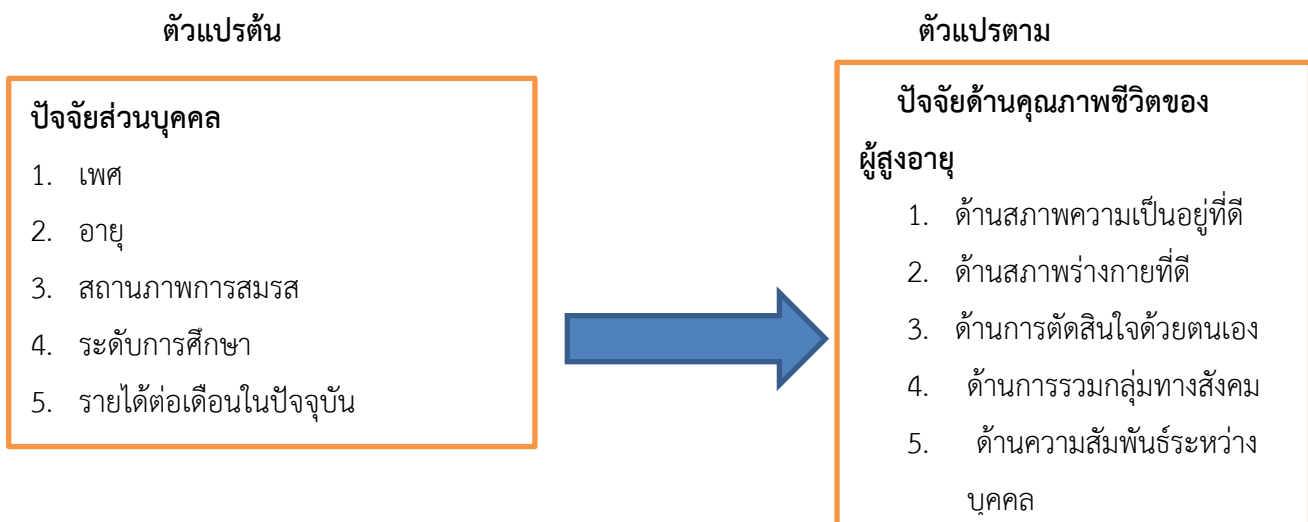 ตัวแปรต้น
ปัจจัยส่วนบุคคล
1. เพศ
2. อายุ
3. สถานภาพการสมรส
4. ระดับการศึกษา
5. รายได้ต่อเดือนในปัจจุบัน
ตัวแปรตาม
ปัจจัยด้านคุณภาพชีวิตของ
ผู้สูงอายุ
1. ด้านสภาพความเป็นอยู่ที่ดี
2. ด้านสภาพร่างกายที่ดี
3. ด้านการตัดสินใจด้วยตนเอง
4. ด้านการรวมกลุ่มทางสังคม
5. ด้านความสัมพันธ์ระหว่าง
บุคคล